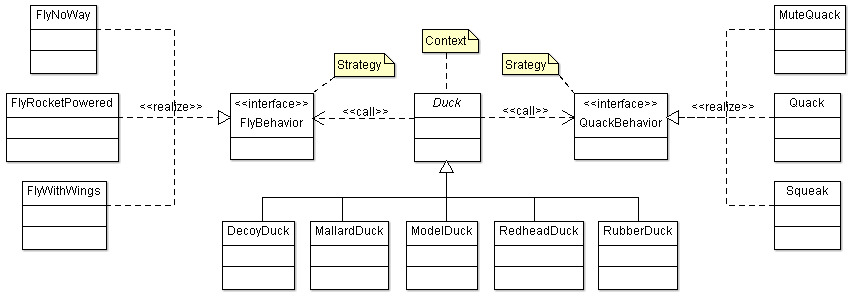 FlyNoWay
MuteQuack
Context
Strategy
Srategy
FlyRocketPowered
<<realize>>
<<interface>>
FlyBehavior
<<call>>
Duck
<<call>>
<<interface>>
QuackBehavior
<<realize>>
Quack
FlyWithWings
Squeak
DecoyDuck
MallardDuck
ModelDuck
RedheadDuck
RubberDuck